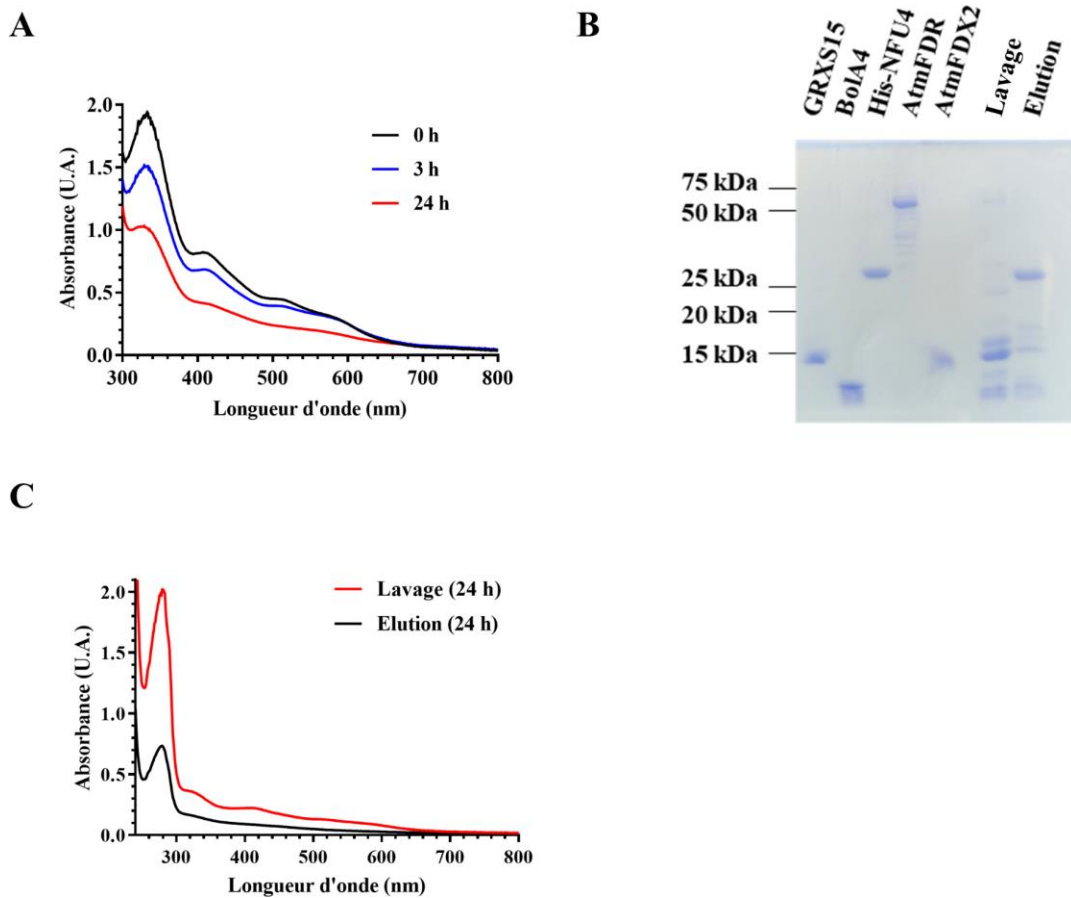 A
2.0
1.5
1.0
0.5
0.0
Absorbance (U.A.)
0 h
3 h
24 h
300 400 500 600 700 800
Longueur d'onde (nm)
B
GRXS15
BolA4
His-NFU4
AtmFDR
AtmFDX2
Lavage
Elution
75 kDa
50 kDa
25 kDa
20 kDa
15 kDa
C
2.0
1.5
1.0
0.5
0.0
Absorbance (U.A.)
Lavage (24 h)
Elution (24 h)
300 400 500 600 700 800
Longueur d'onde (nm)